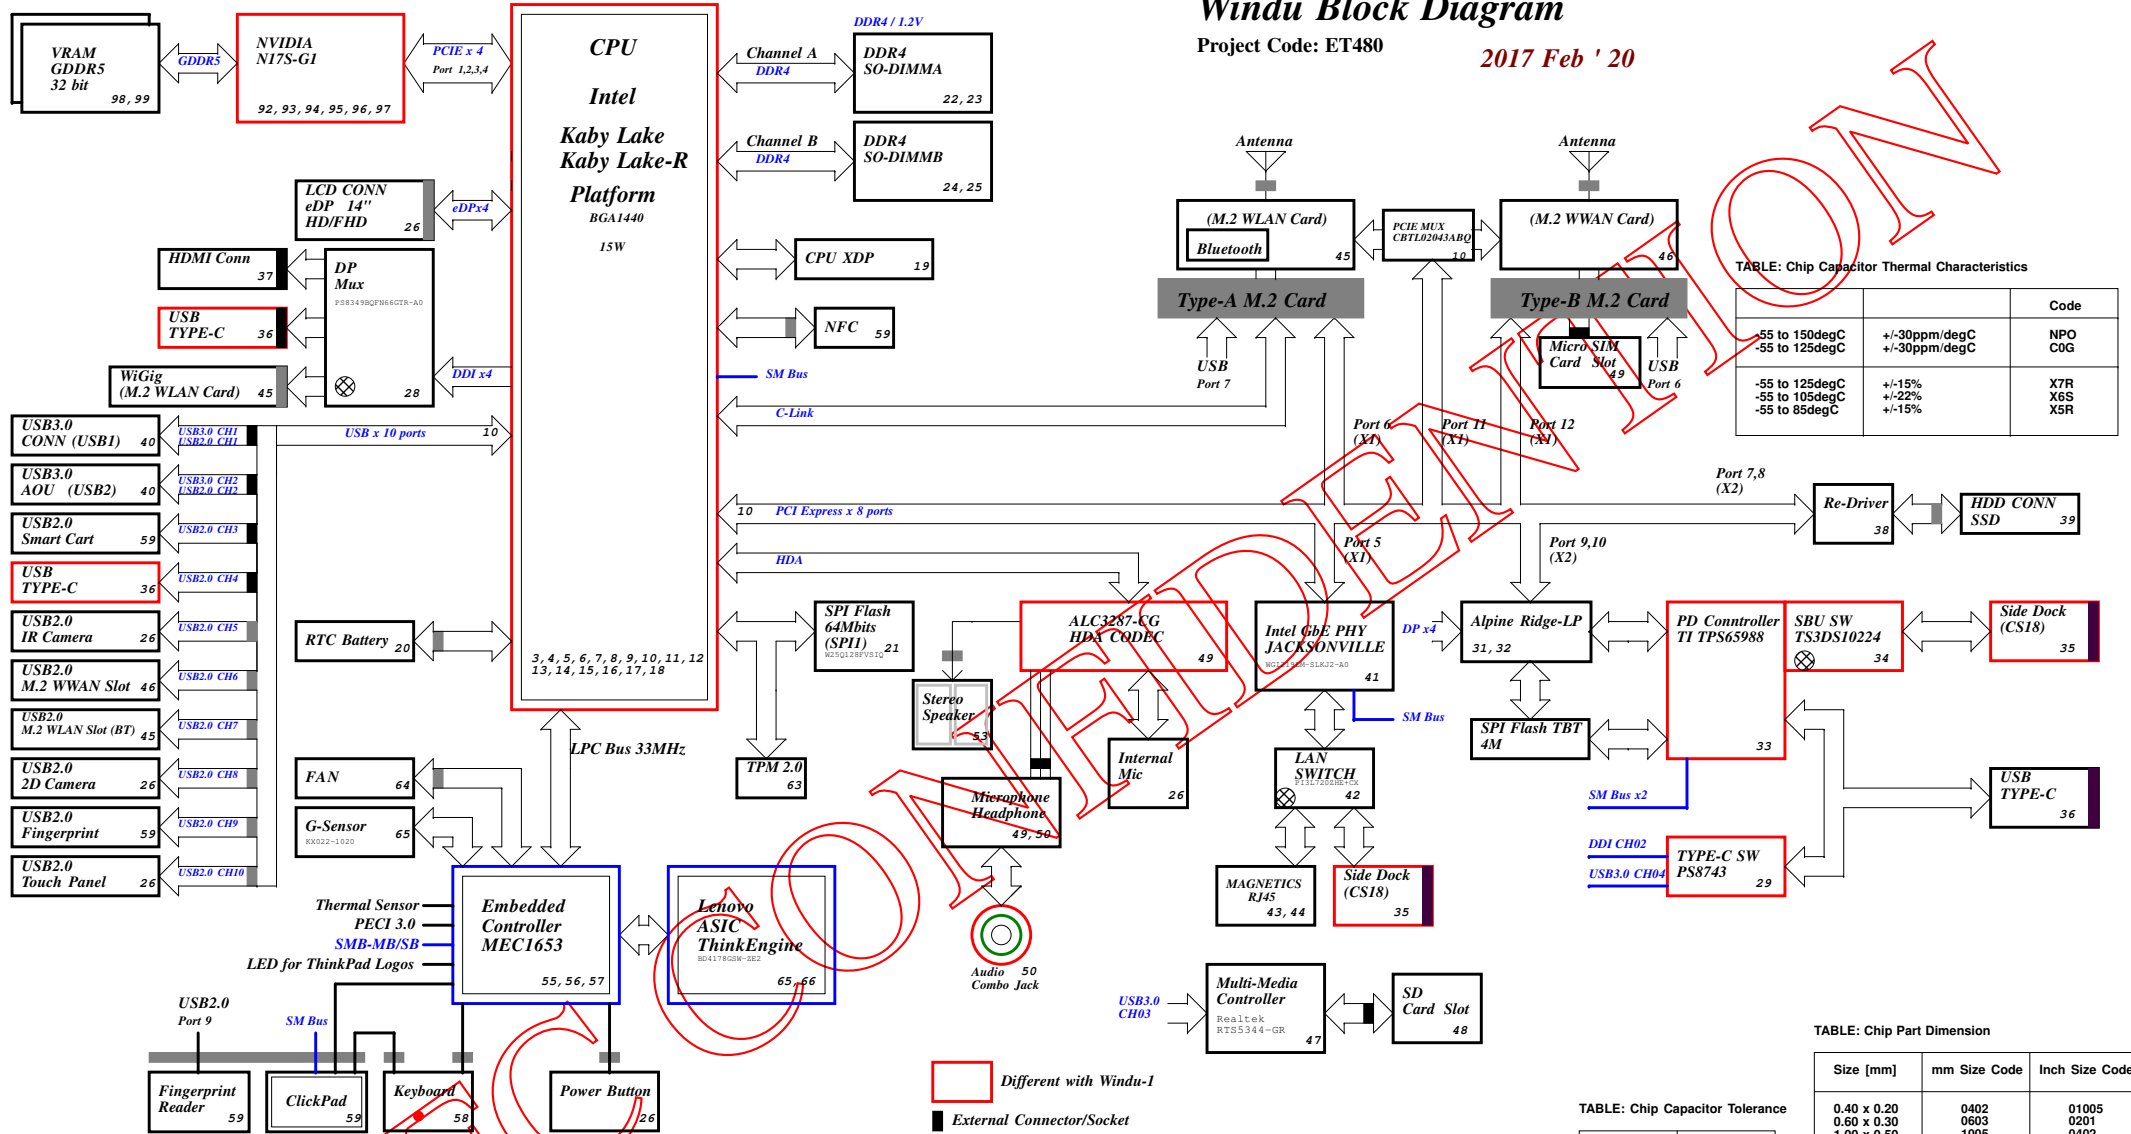 Windu Block Diagram
Project Code: ET480
2017 Feb ' 20
VRAM
GDDR5
32 bit
98,99
GDDR5
NVIDIA
N17S-G1
92,93,94,95,96,97
PCIE x 4
Port 1,2,3,4
CPU
Intel
Kaby Lake
Kaby Lake-R
Platform
BGA1440
15W
3,4,5,6,7,8,9,10,11,12
13,14,15,16,17,18
DDR4 / 1.2V
Channel A
DDR4
DDR4
SO-DIMMA
22,23
Channel B
DDR4
DDR4
SO-DIMMB
24,25
LCD CONN
eDP 14"
HD/FHD
26
eDPx4
HDMI Conn
37
USB
TYPE-C
36
WiGig
(M.2 WLAN Card)
45
DP
Mux
PS8349BQFN66GTR-A0
28
DDI x4
CPU XDP
19
NFC
59
SM Bus
C-Link
USB x 10 ports
10
10
PCI Express x 8 ports
HDA
USB3.0
CONN (USB1)
40
USB3.0 CH1
USB2.0 CH1
USB3.0
AOU (USB2)
40
USB3.0 CH2
USB2.0 CH2
USB2.0
Smart Cart
59
USB2.0 CH3
USB
TYPE-C
36
USB2.0 CH4
USB2.0
IR Camera
26
USB2.0 CH5
USB2.0
M.2 WWAN Slot
46
USB2.0 CH6
USB2.0
M.2 WLAN Slot (BT)
45
USB2.0 CH7
USB2.0
2D Camera
26
USB2.0 CH8
USB2.0
Fingerprint
59
USB2.0 CH9
USB2.0
Touch Panel
26
USB2.0 CH10
RTC Battery
20
FAN
64
G-Sensor
KX022-1020
65
LPC Bus 33MHz
SPI Flash
64Mbits
(SPI1)
W25Q128FVSIQ
21
TPM 2.0
63
Antenna
(M.2 WLAN Card)
Bluetooth
45
Type-A M.2 Card
USB
Port 7
PCIE MUX
CBTL02043ABQ
10
Antenna
(M.2 WWAN Card)
46
Type-B M.2 Card
Micro SIM
Card Slot
49
USB
Port 6
Port 6
(X1)
Port 11
(X1)
Port 12
(X1)
Port 7,8
(X2)
Port 5
(X1)
Port 9,10
(X2)
Re-Driver
38
HDD CONN
SSD
39
ALC3287-CG
HDA CODEC
49
Stereo
Speaker
53
Microphone
Headphone
49,50
Internal
Mic
26
Audio
Combo Jack
50
Intel GbE PHY
JACKSONVILLE
WGI219LM-SLKJ2-A0
41
SM Bus
LAN
SWITCH
PI3L720ZHE+CX
42
MAGNETICS
RJ45
43,44
Side Dock
(CS18)
35
DP x4
Alpine Ridge-LP
31,32
SPI Flash TBT
4M
PD Conntroller
TI TPS65988
33
SBU SW
TS3DS10224
34
Side Dock
(CS18)
35
SM Bus x2
DDI CH02
USB3.0 CH04
TYPE-C SW
PS8743
29
USB
TYPE-C
36
Embedded
Controller
MEC1653
55,56,57
Lenovo
ASIC
ThinkEngine
BD4178GSW-ZE2
65,66
Thermal Sensor
PECI 3.0
SMB-MB/SB
LED for ThinkPad Logos
USB2.0
Port 9
SM Bus
Fingerprint
Reader
59
ClickPad
59
Keyboard
58
Power Button
26
USB3.0
CH03
Multi-Media
Controller
Realtek
RTS5344-GR
47
SD
Card Slot
48
Different with Windu-1
External Connector/Socket
TABLE: Chip Capacitor Thermal Characteristics
Code
-55 to 150degC +/-30ppm/degC NPO
-55 to 125degC +/-30ppm/degC C0G
-55 to 125degC +/-15% X7R
-55 to 105degC +/-22% X6S
-55 to 85degC +/-15% X5R
TABLE: Chip Part Dimension
Size [mm] mm Size Code Inch Size Code
0.40 x 0.20 0402 01005
0.60 x 0.30 0603 0201
1.00 x 0.50 1005 0402
TABLE: Chip Capacitor Tolerance